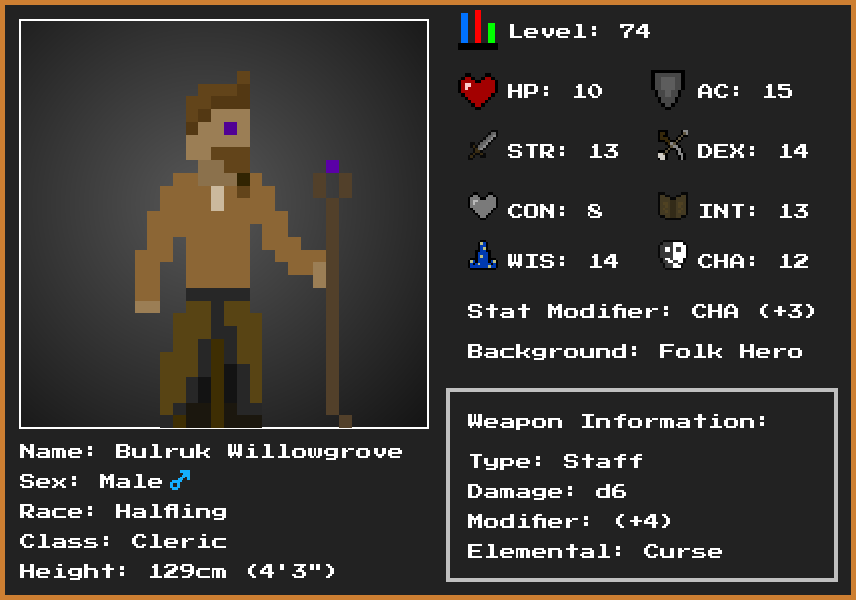 Level: 74
HP: 10
AC: 15
STR: 13
DEX: 14
CON: 8
INT: 13
WIS: 14
CHA: 12
Stat Modifier: CHA (+3)
Background: Folk Hero
Weapon Information:
Type: Staff
Damage: d6
Modifier: (+4)
Elemental: Curse
Name: Bulruk Willowgrove
Sex: Male♂
Race: Halfling
Class: Cleric
Height: 129cm (4'3")